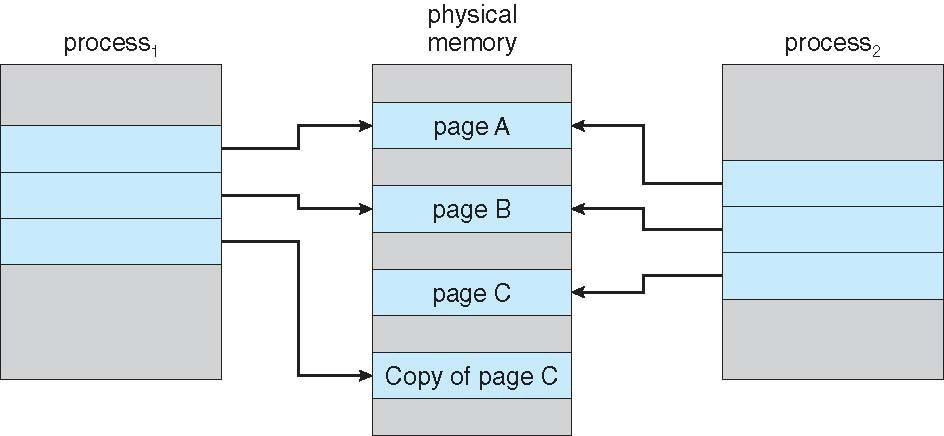 process₁
physical
memory
process₂
page A
page B
page C
Copy of page C